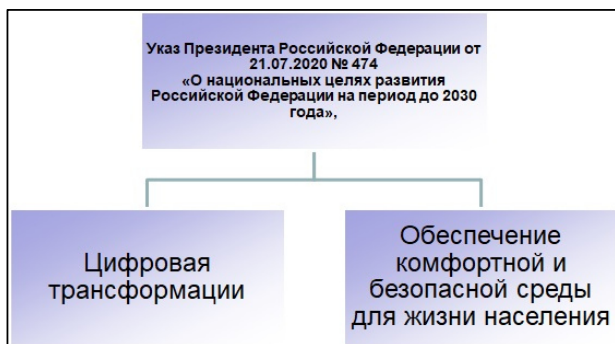 Указ Президента Российской Федерации от
21.07.2020 № 474
«О национальных целях развития
Российской Федерации на период до 2030
года»,
Цифровая
трансформации
Обеспечение
комфортной и
безопасной среды
для жизни населения